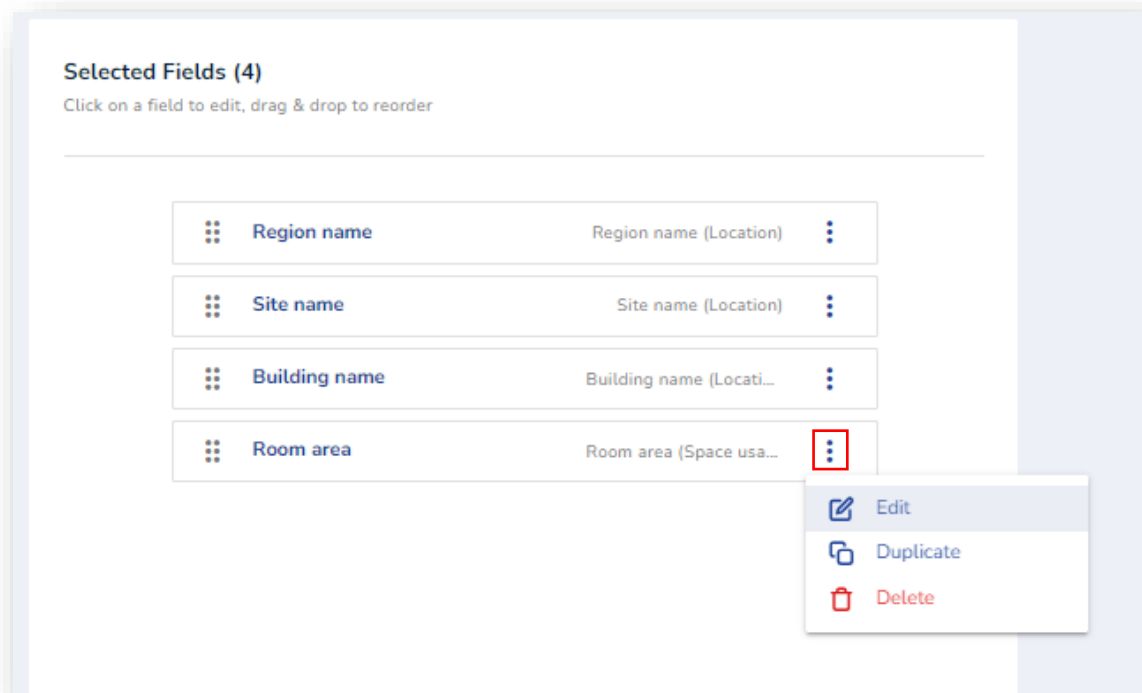 Selected Fields (4)
Click on a field to edit, drag & drop to reorder
Region name Region name (Location)
Site name Site name (Location)
Building name Building name (Locati...
Room area Room area (Space usa...
Edit
Duplicate
Delete